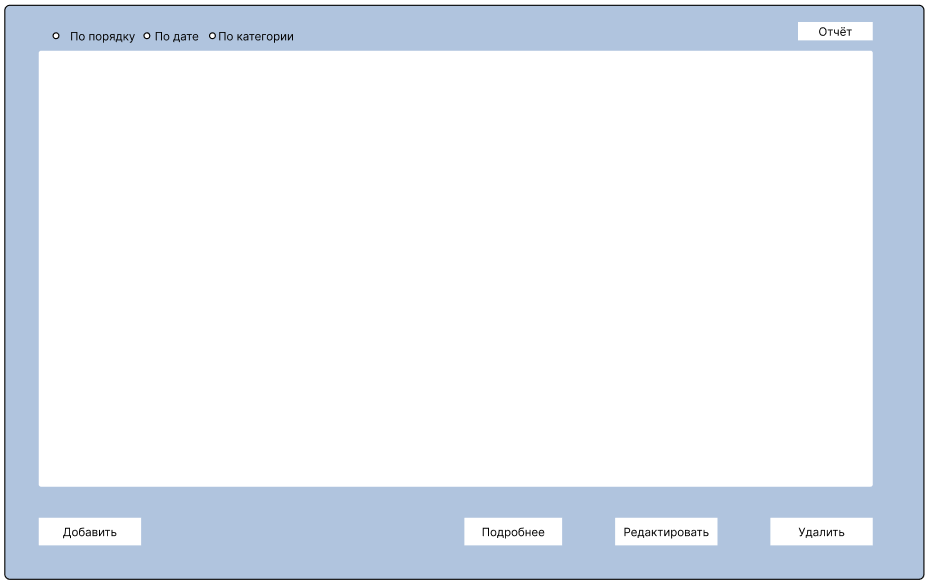 По порядку По дате По категории Отчёт
Добавить Подробнее Редактировать Удалить